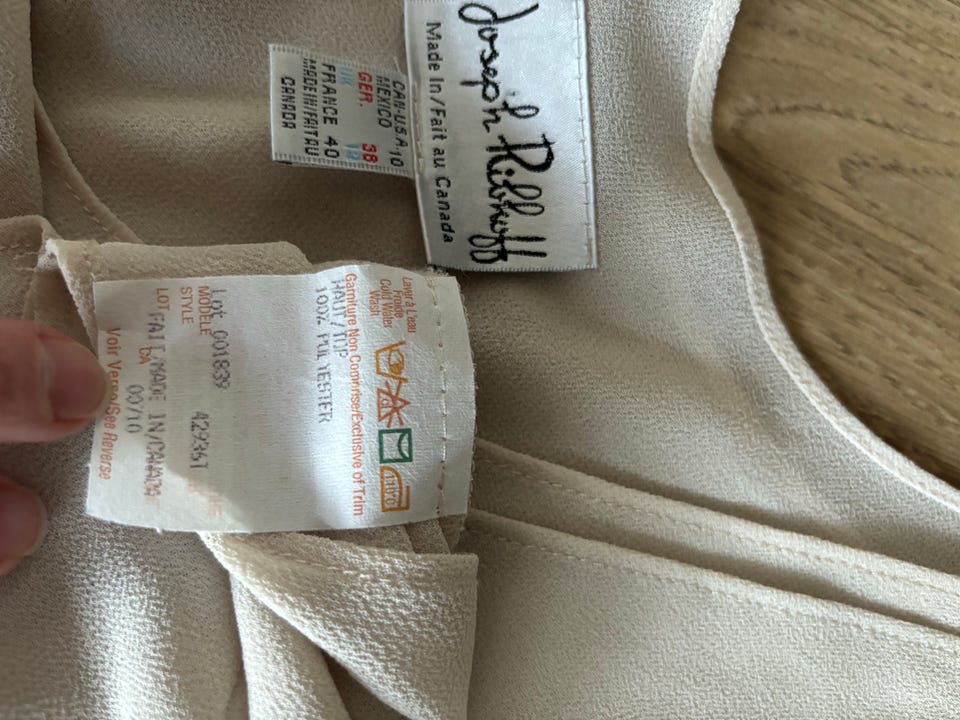 Joseph Ribkoff
Made In/Fait au Canada
CAN-U.S.A. 10
MEXICO
GER. 38
UK 12
FRANCE 40
MADE IN/FAIT AU
CANADA
Laver à L'eau
Froide
Cold Water
Wash
Garniture Non Comprise/Exclusive of Trim
HAUT/TOP
100% POLYESTER
Lot 001839
MODELE
STYLE 42936T
LOT FAIT/MADE IN/CANADA
CA 00/10
Voir Verso/See Reverse